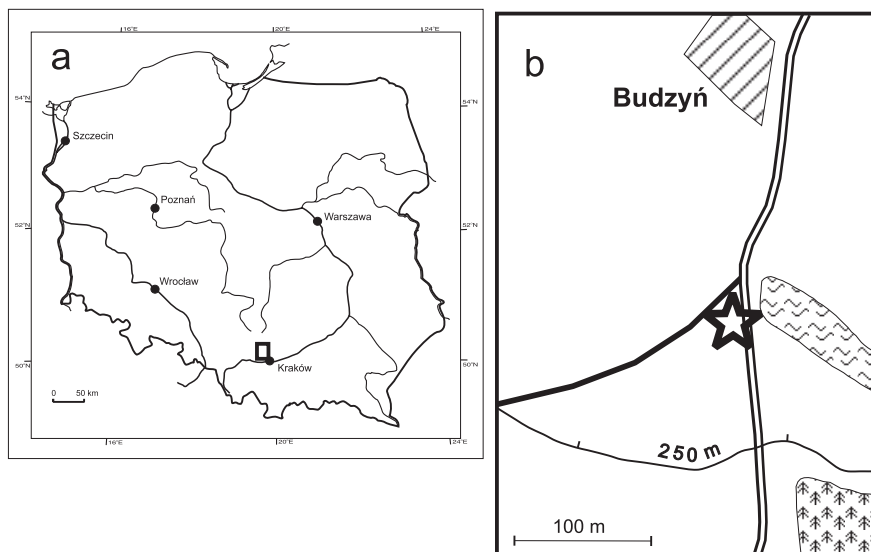 a
16°E
20°E
24°E
54°N
54°N
Szczecin
Poznań
Warszawa
52°N
52°N
Wrocław
50°N
50°N
Kraków
0 50 km
16°E
20°E
24°E
b
Budzyń
250 m
100 m